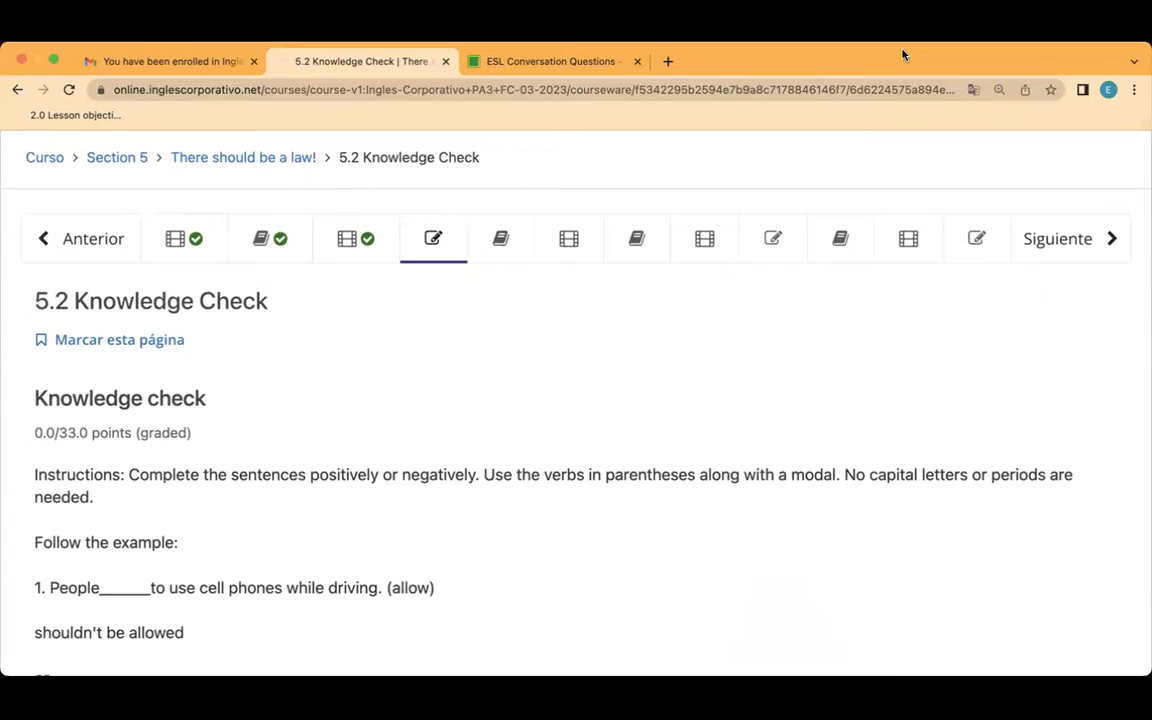 You have been enrolled in Ingl
5.2 Knowledge Check | There
ESL Conversation Questions -
online.inglescorporativo.net/courses/course-v1:Ingles-Corporativo+PA3+FC-03-2023/courseware/f5342295b2594e7b9a8c7178846146f7/6d6224575a894e...
E
2.0 Lesson objecti...
Curso > Section 5 > There should be a law! > 5.2 Knowledge Check
Anterior
Siguiente
5.2 Knowledge Check
Marcar esta página
Knowledge check
0.0/33.0 points (graded)
Instructions: Complete the sentences positively or negatively. Use the verbs in parentheses along with a modal. No capital letters or periods are
needed.
Follow the example:
1. People______to use cell phones while driving. (allow)
shouldn't be allowed